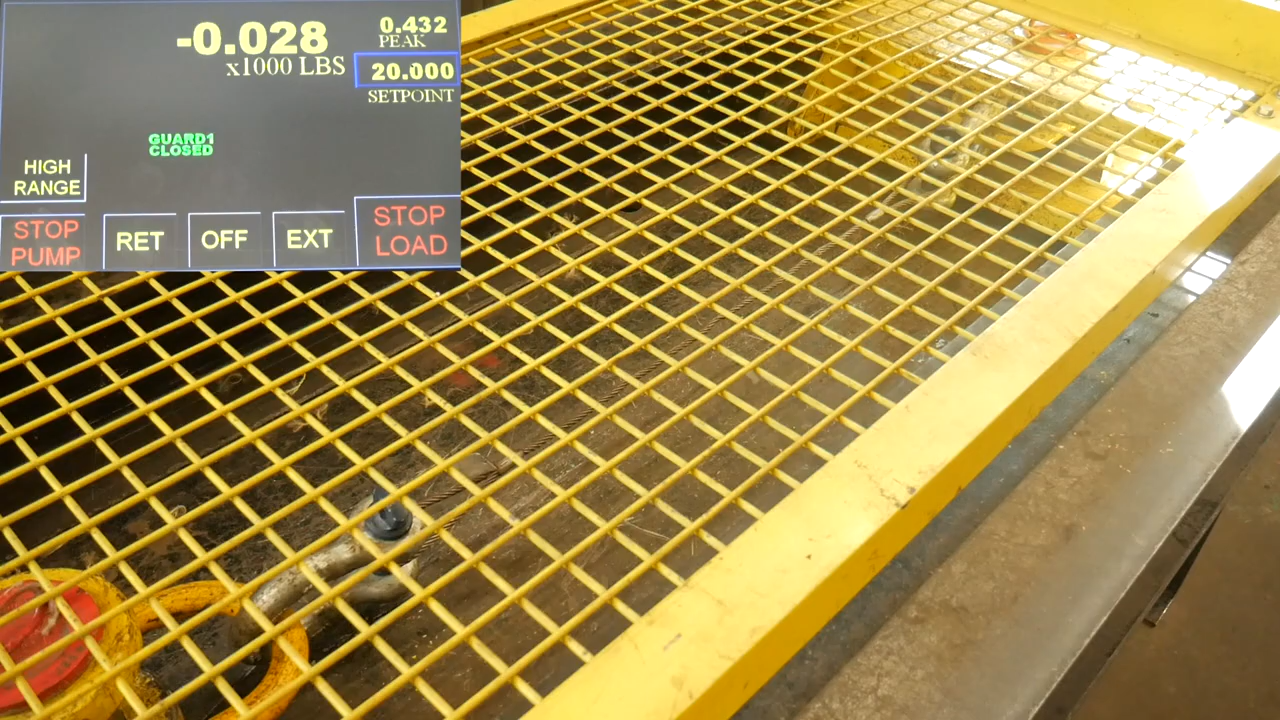 -0.028
x1000 LBS
0.432
PEAK
20.000
SETPOINT
GUARD1
CLOSED
HIGH
RANGE
STOP
PUMP
RET
OFF
EXT
STOP
LOAD